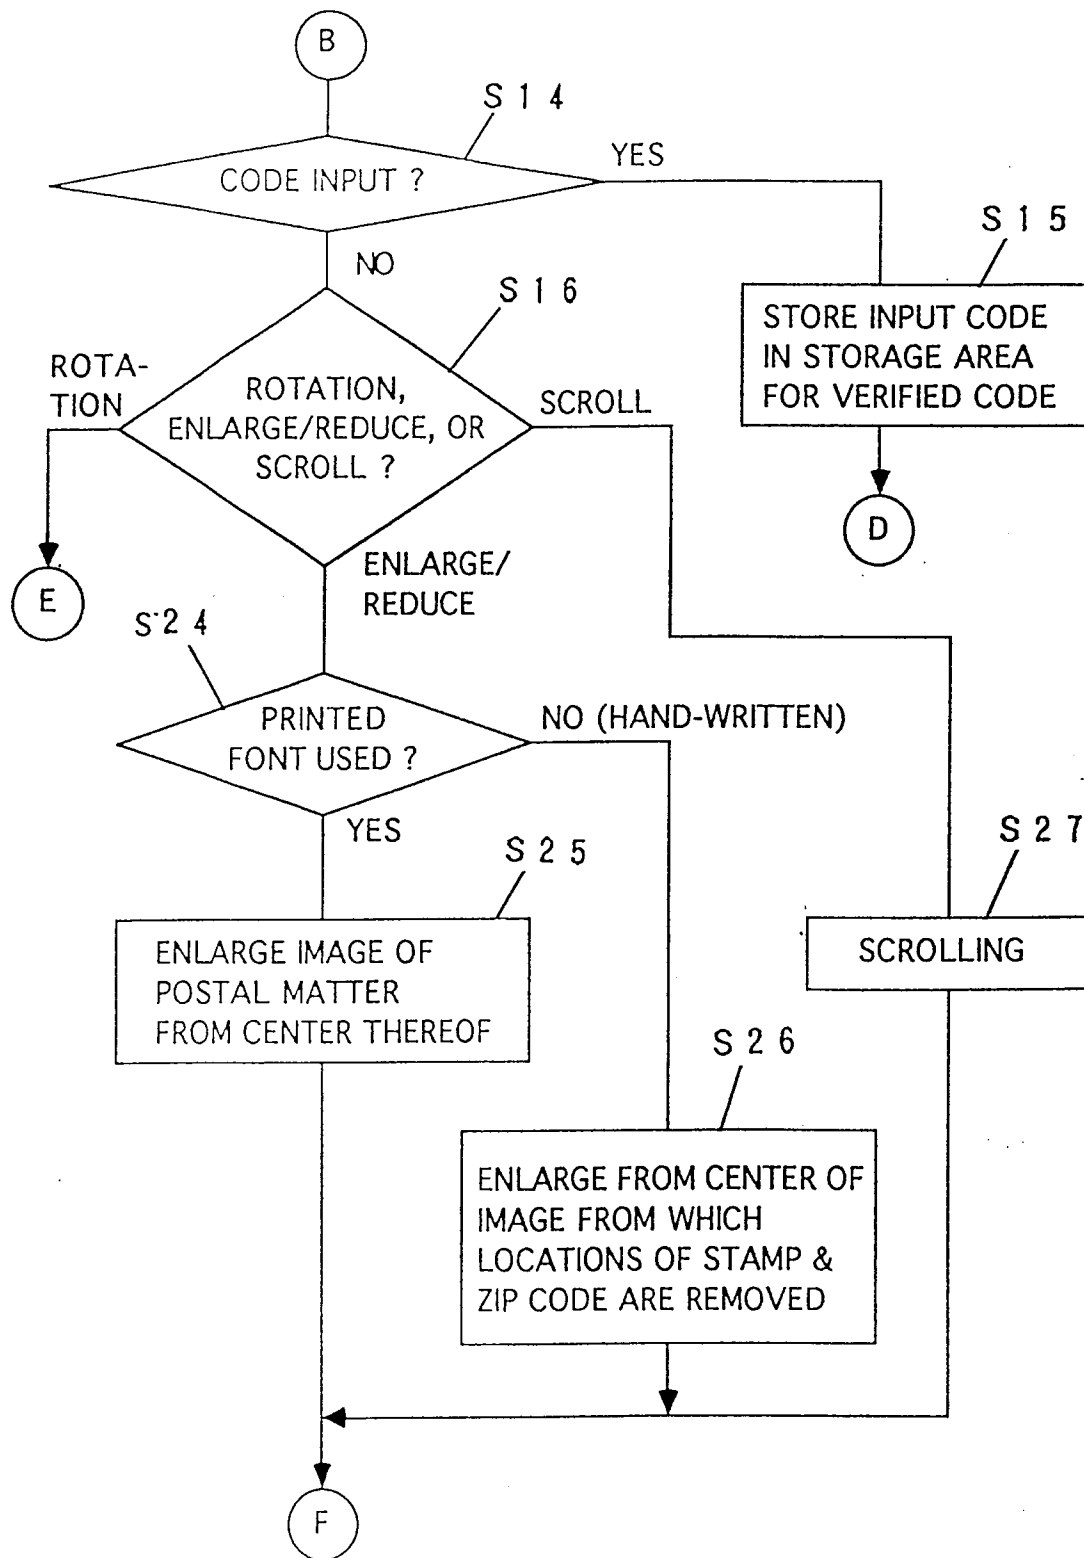 B
S14
CODE INPUT ?
YES
NO
S15
STORE INPUT CODE
IN STORAGE AREA
FOR VERIFIED CODE
D
S16
ROTA-
TION
ROTATION,
ENLARGE/REDUCE, OR
SCROLL ?
SCROLL
E
ENLARGE/
REDUCE
S24
PRINTED
FONT USED ?
NO (HAND-WRITTEN)
YES
S25
ENLARGE IMAGE OF
POSTAL MATTER
FROM CENTER THEREOF
S27
SCROLLING
S26
ENLARGE FROM CENTER OF
IMAGE FROM WHICH
LOCATIONS OF STAMP &
ZIP CODE ARE REMOVED
F